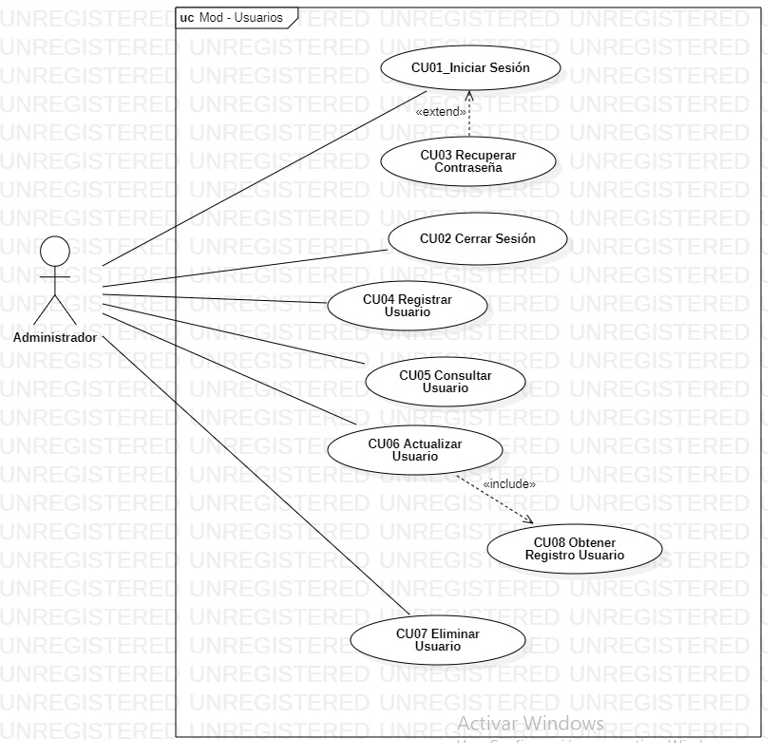 uc Mod - Usuarios
CU01_Iniciar Sesión
«extend»
CU03 Recuperar
Contraseña
CU02 Cerrar Sesión
CU04 Registrar
Usuario
Administrador
CU05 Consultar
Usuario
CU06 Actualizar
Usuario
«include»
CU08 Obtener
Registro Usuario
CU07 Eliminar
Usuario
Activar Windows
UNREGISTERED